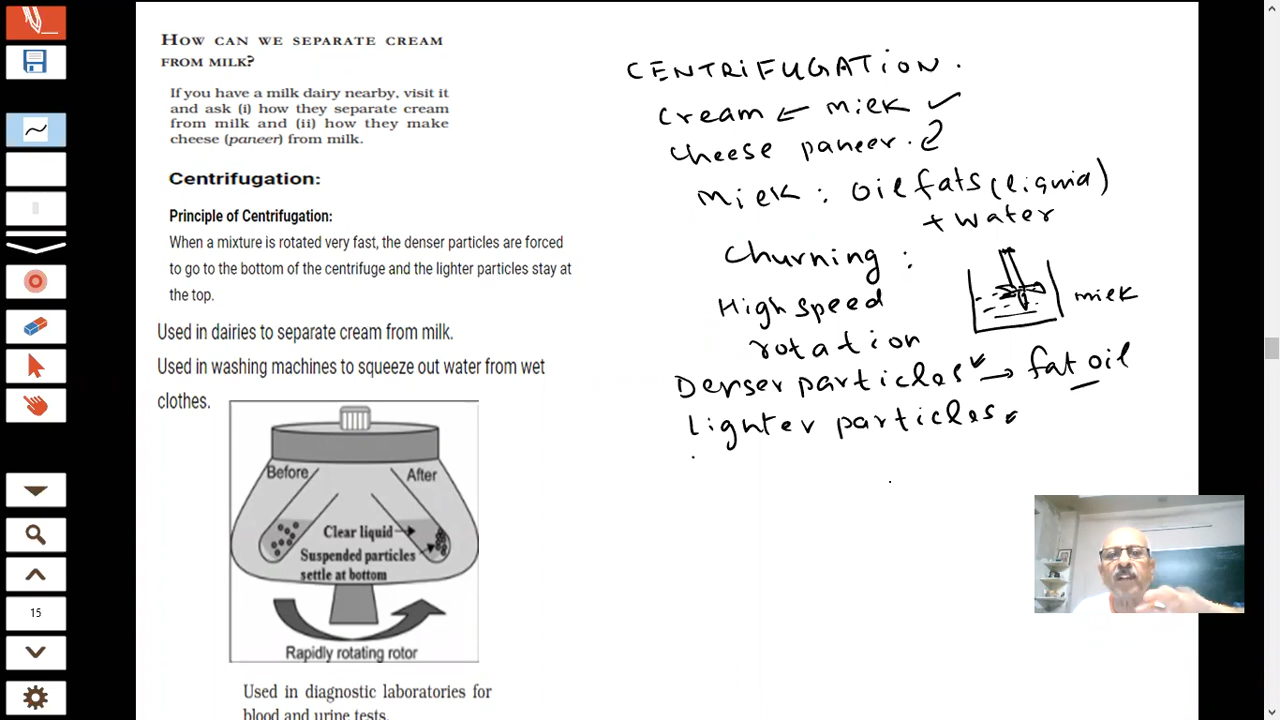 HOW CAN WE SEPARATE CREAM
FROM MILK?
If you have a milk dairy nearby, visit it
and ask (i) how they separate cream
from milk and (ii) how they make
cheese (paneer) from milk.
Centrifugation:
Principle of Centrifugation:
When a mixture is rotated very fast, the denser particles are forced
to go to the bottom of the centrifuge and the lighter particles stay at
the top.
Used in dairies to separate cream from milk.
Used in washing machines to squeeze out water from wet
clothes.
Before
After
Clear liquid
Suspended particles
settle at bottom
Rapidly rotating rotor
Used in diagnostic laboratories for
blood and urine tests.
CENTRIFUGATION.
Cream ← milk ✓
Cheese paneer.
Milk: Oil fats (liquid)
+ water
Churning:
milk
High speed
rotation
Denser particles → fat oil
Lighter particles
15